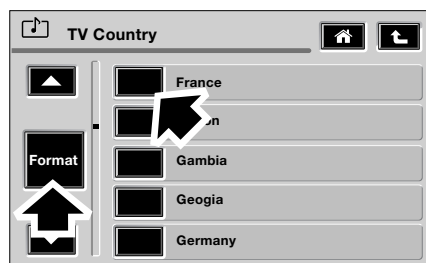 TV Country
France
Format
Gambia
Geogia
Germany